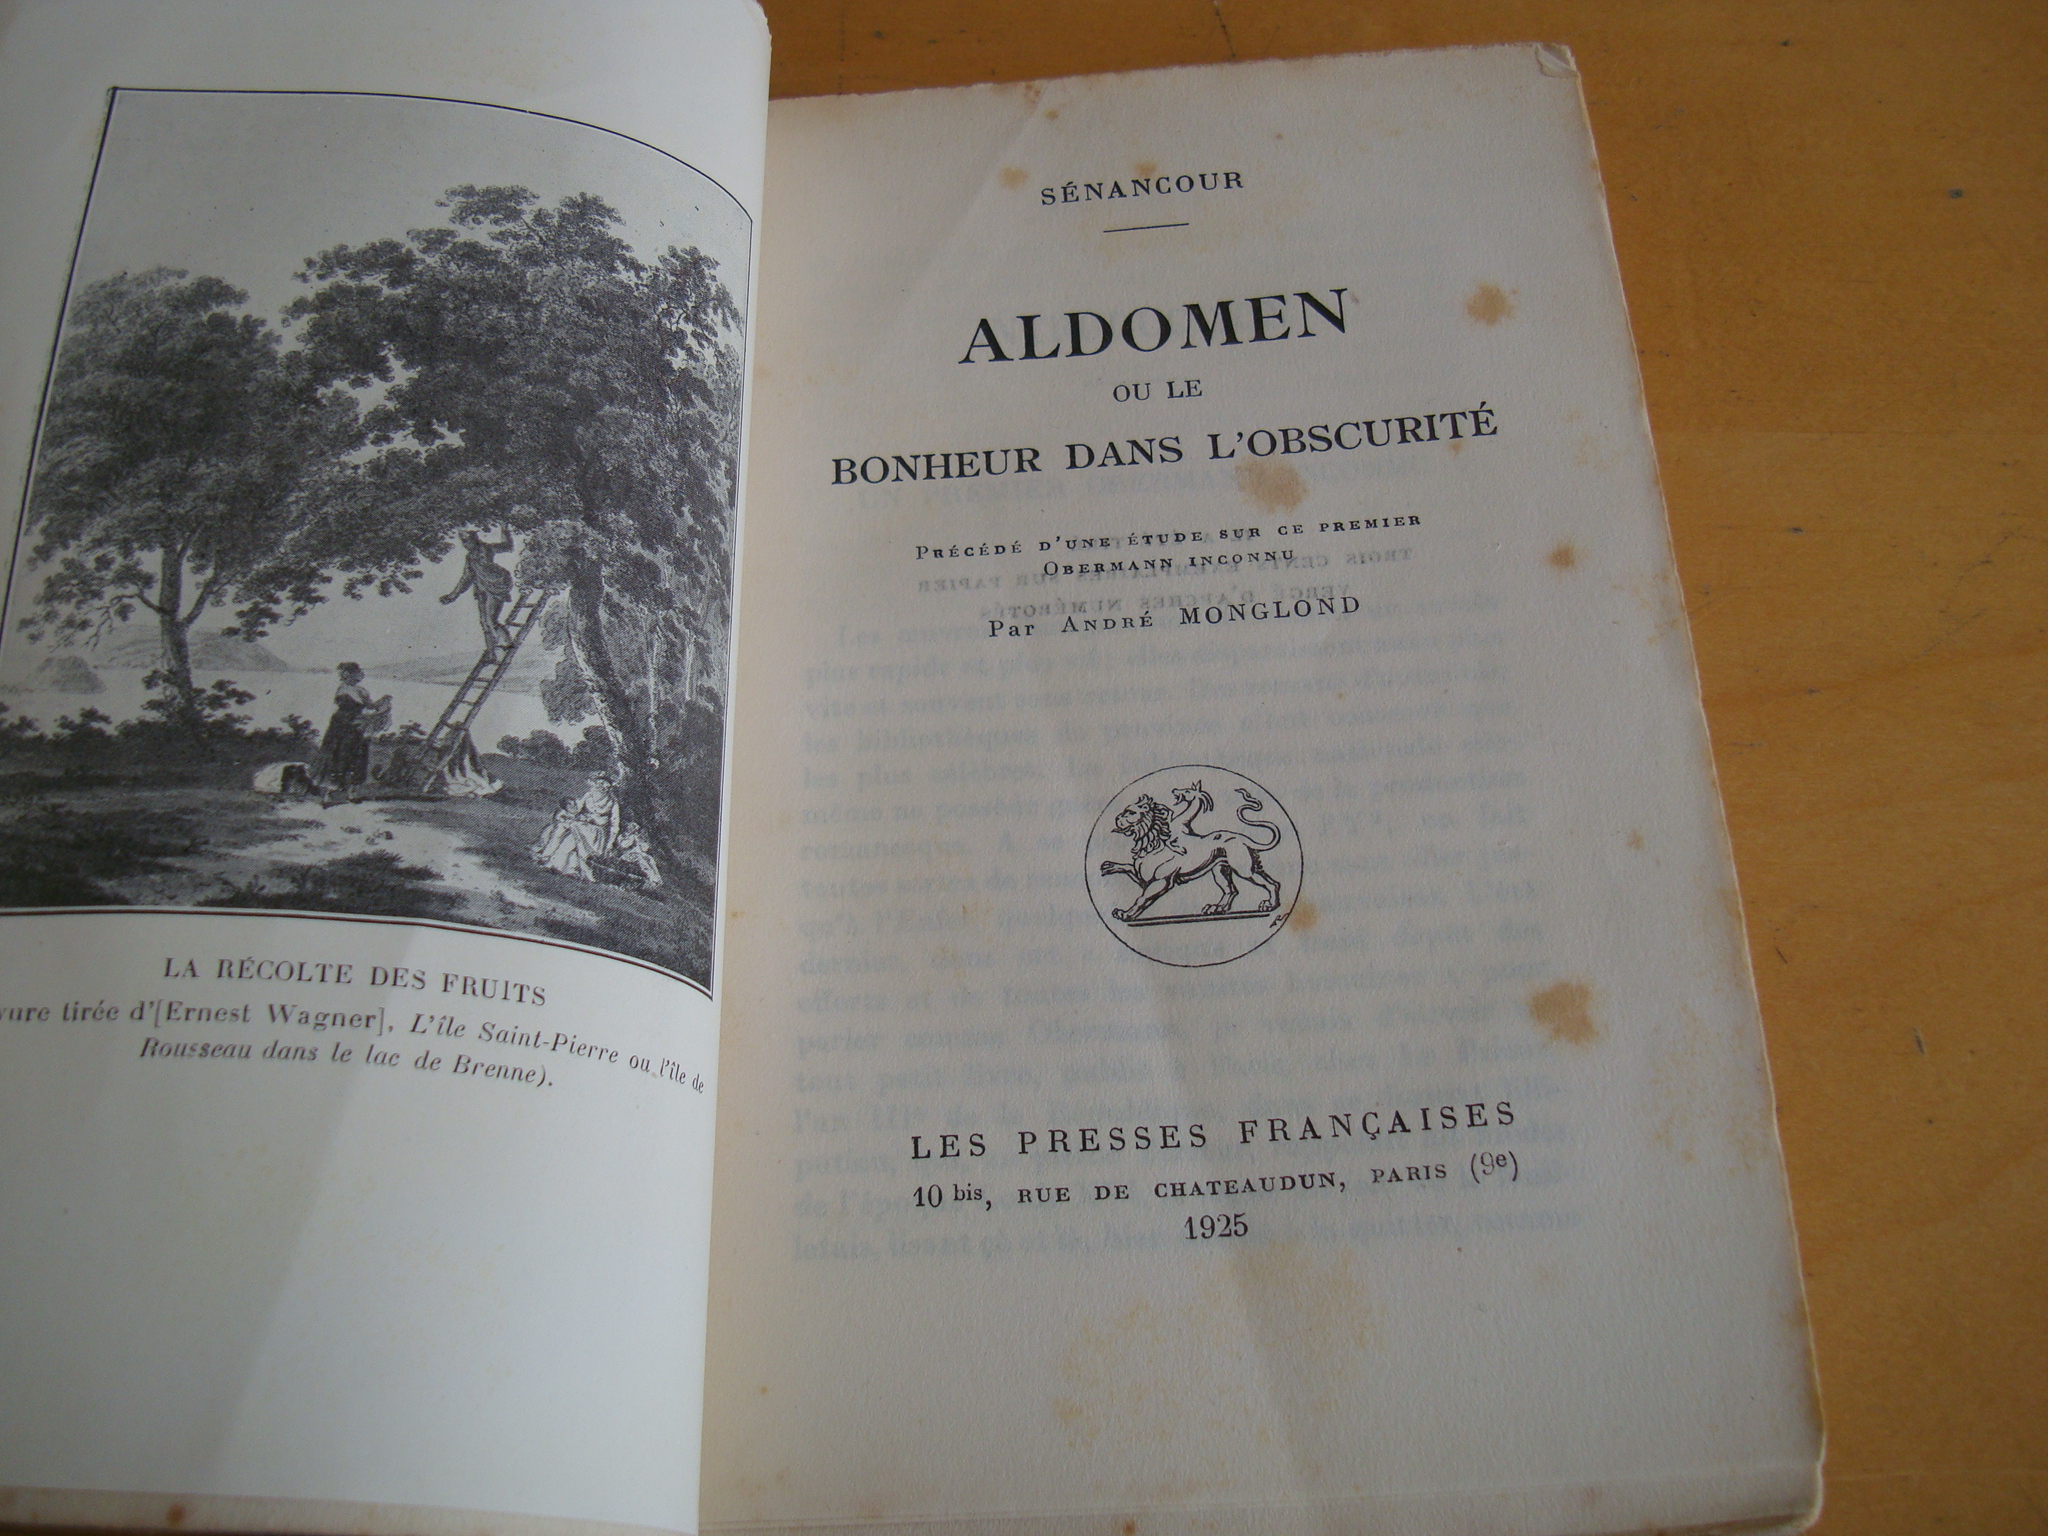 LA RÉCOLTE DES FRUITS
tirée d'[Ernest Wagner], L'île Saint-Pierre ou l'île de
Rousseau dans le lac de Brenne).
SÉNANCOUR
ALDOMEN
OU LE
BONHEUR DANS L'OBSCURITÉ
PRÉCÉDÉ D'UNE ÉTUDE SUR CE PREMIER
OBERMANN INCONNU
Par ANDRÉ MONGLOND
LES PRESSES FRANÇAISES
10 bis, RUE DE CHATEAUDUN, PARIS (9e)
1925